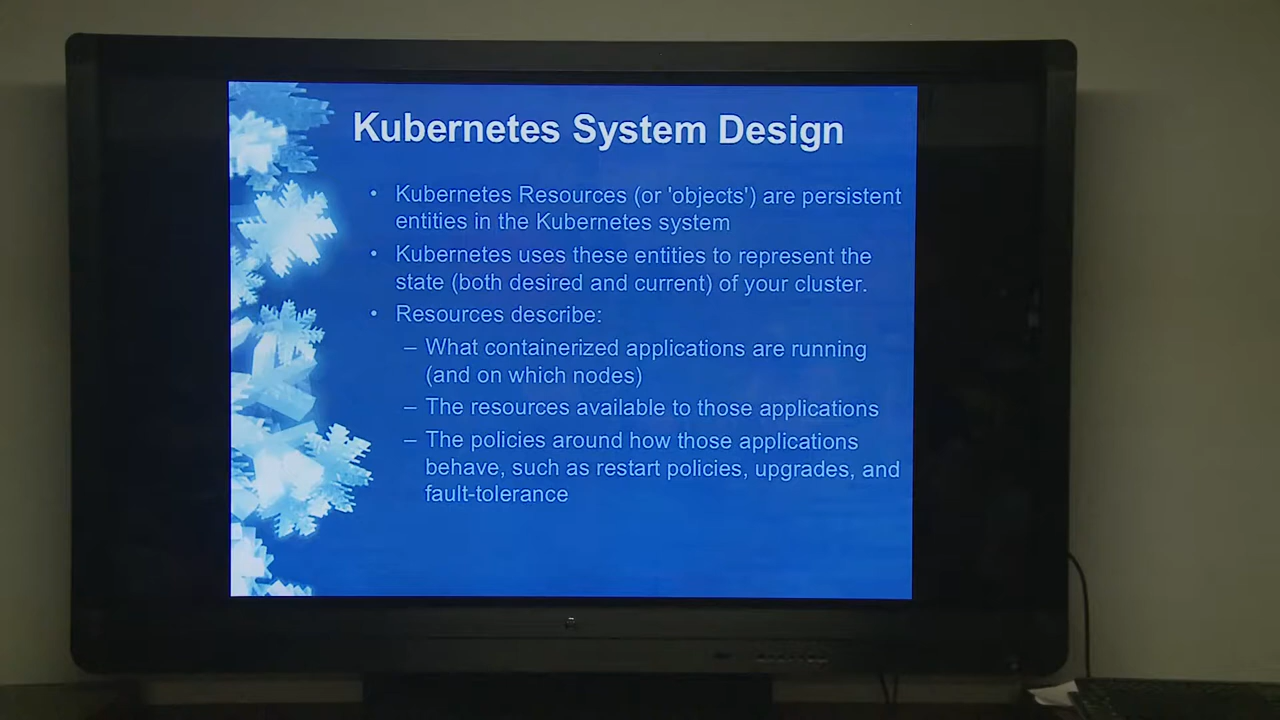 Kubernetes System Design
• Kubernetes Resources (or 'objects') are persistent
entities in the Kubernetes system
• Kubernetes uses these entities to represent the
state (both desired and current) of your cluster.
• Resources describe:
– What containerized applications are running
(and on which nodes)
– The resources available to those applications
– The policies around how those applications
behave, such as restart policies, upgrades, and
fault-tolerance